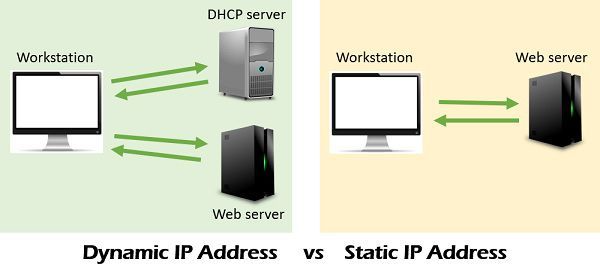 DHCP server
Workstation
Web server
Workstation
Web server
Dynamic IP Address vs Static IP Address